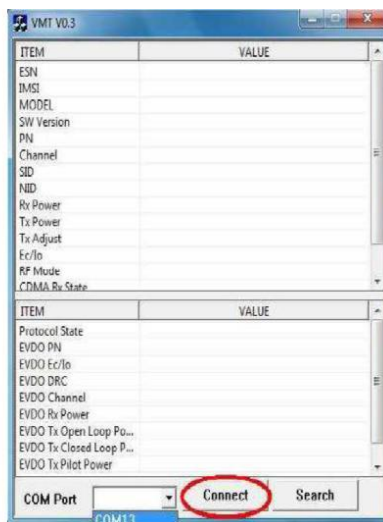 VMT V0.3
ITEM VALUE
ESN
IMSI
MODEL
SW Version
PN
Channel
SID
NID
Rx Power
Tx Power
Tx Adjust
Ec/Io
RF Mode
CDMA Rx State
ITEM VALUE
Protocol State
EVDO PN
EVDO Ec/Io
EVDO DRC
EVDO Channel
EVDO Rx Power
EVDO Tx Open Loop Po...
EVDO Tx Closed Loop P...
EVDO Tx Pilot Power
COM Port Connect Search
COM13